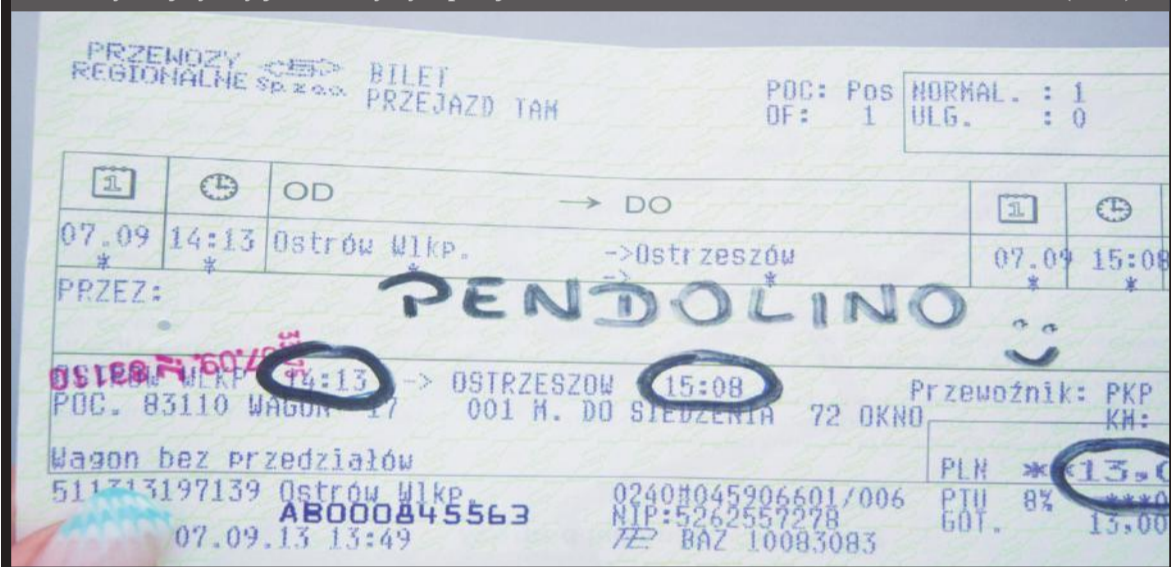 PRZEWOZY
REGIONALNE Sp. z o.o.
BILET
PRZEJAZD TAM
POC: Pos
OF: 1
NORMAL. : 1
ULG. : 0
OD → DO
07.09 14:13 Ostrów Wlkp. ->Ostrzeszów 07.09 15:08
* * * * * *
->
PRZEZ:
PENDOLINO
WLKP 14:13 -> OSTRZESZOW 15:08 Przewoźnik: PKP
POC. 83110 WAGON 17 001 M. DO SIEDZENIA 72 OKNO KM:
Wagon bez przedziałów
PLN
511313197139 Ostrów Wlkp. 0240M045906601/006 PTU 8%
AB000845563 NIP:5262557278 GOT. 13,00
07.09.13 13:49 BAZ 10083083